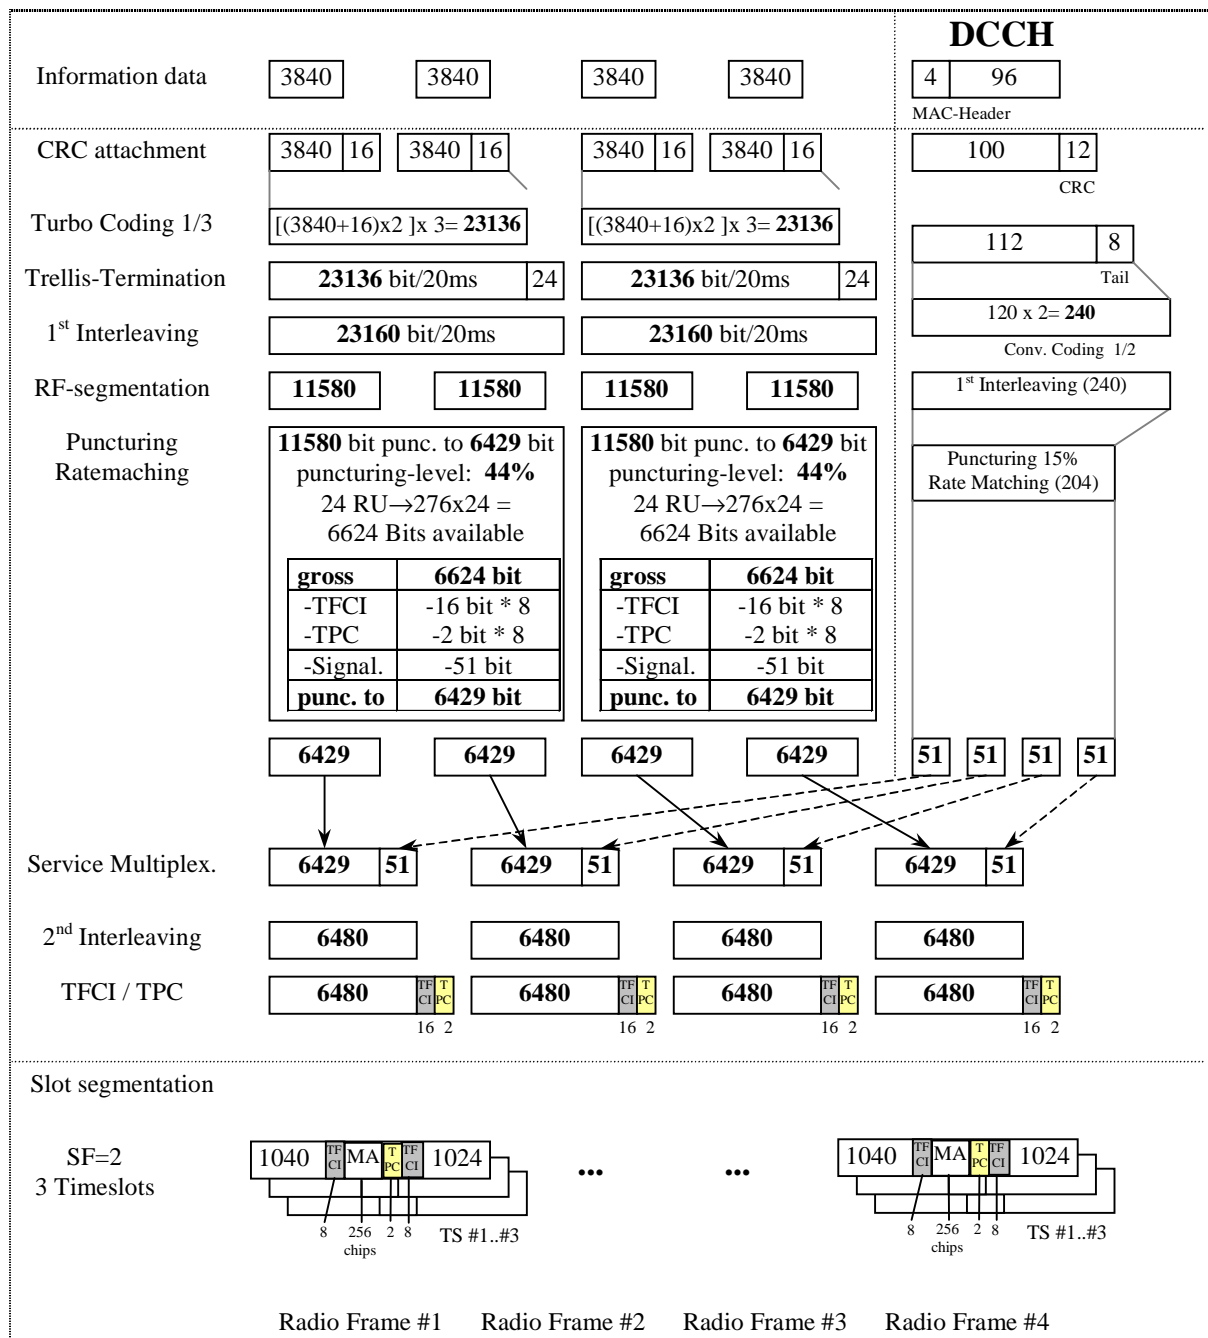 DCCH
Information data 3840 3840 3840 3840 4 96
MAC-Header
CRC attachment 3840 16 3840 16 3840 16 3840 16 100 12
CRC
Turbo Coding 1/3 [(3840+16)x2 ]x 3= 23136 [(3840+16)x2 ]x 3= 23136
112 8
Tail
Trellis-Termination 23136 bit/20ms 24 23136 bit/20ms 24
120 x 2= 240
Conv. Coding 1/2
1st Interleaving 23160 bit/20ms 23160 bit/20ms
RF-segmentation 11580 11580 11580 11580 1st Interleaving (240)
Puncturing
Ratemaching
11580 bit punc. to 6429 bit
puncturing-level: 44%
24 RU→276x24 =
6624 Bits available
gross 6624 bit
-TFCI -16 bit * 8
-TPC -2 bit * 8
-Signal. -51 bit
punc. to 6429 bit
11580 bit punc. to 6429 bit
puncturing-level: 44%
24 RU→276x24 =
6624 Bits available
gross 6624 bit
-TFCI -16 bit * 8
-TPC -2 bit * 8
-Signal. -51 bit
punc. to 6429 bit
Puncturing 15%
Rate Matching (204)
6429 6429 6429 6429 51 51 51 51
Service Multiplex. 6429 51 6429 51 6429 51 6429 51
2nd Interleaving 6480 6480 6480 6480
TFCI / TPC 6480 TF CI T PC 6480 TF CI T PC 6480 TF CI T PC 6480 TF CI T PC
16 2 16 2 16 2 16 2
Slot segmentation
SF=2
3 Timeslots
1040 TF CI MA T PC TF CI 1024 ... ... 1040 TF CI MA T PC TF CI 1024
8 256 2 8 TS #1..#3 8 256 2 8 TS #1..#3
chips chips
Radio Frame #1 Radio Frame #2 Radio Frame #3 Radio Frame #4